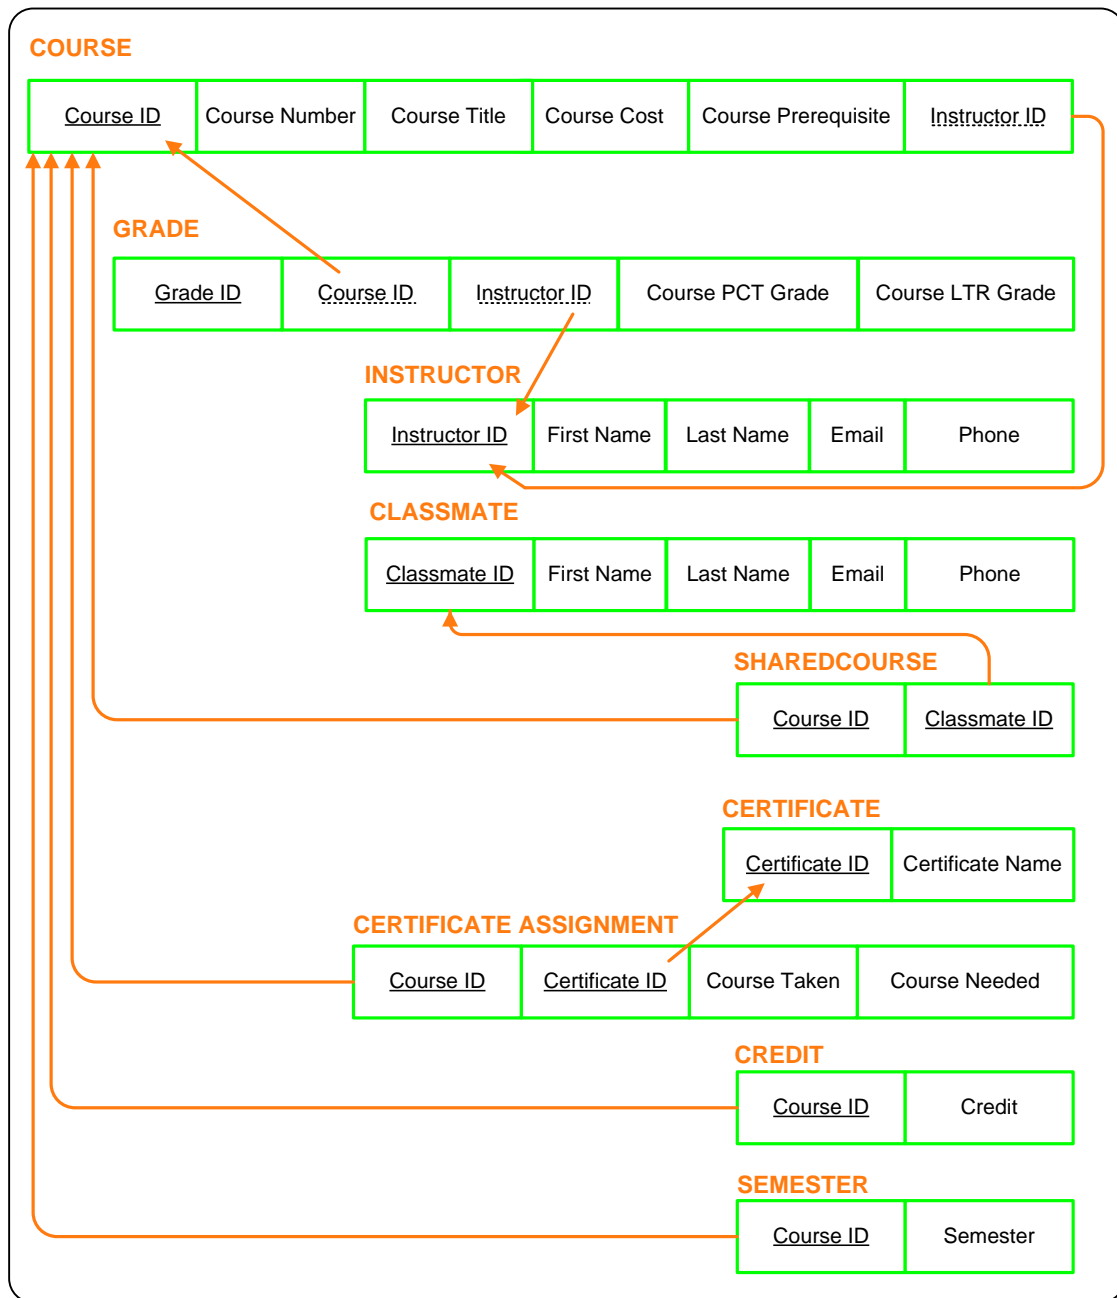 COURSE
Course ID Course Number Course Title Course Cost Course Prerequisite Instructor ID
GRADE
Grade ID Course ID Instructor ID Course PCT Grade Course LTR Grade
INSTRUCTOR
Instructor ID First Name Last Name Email Phone
CLASSMATE
Classmate ID First Name Last Name Email Phone
SHAREDCOURSE
Course ID Classmate ID
CERTIFICATE
Certificate ID Certificate Name
CERTIFICATE ASSIGNMENT
Course ID Certificate ID Course Taken Course Needed
CREDIT
Course ID Credit
SEMESTER
Course ID Semester